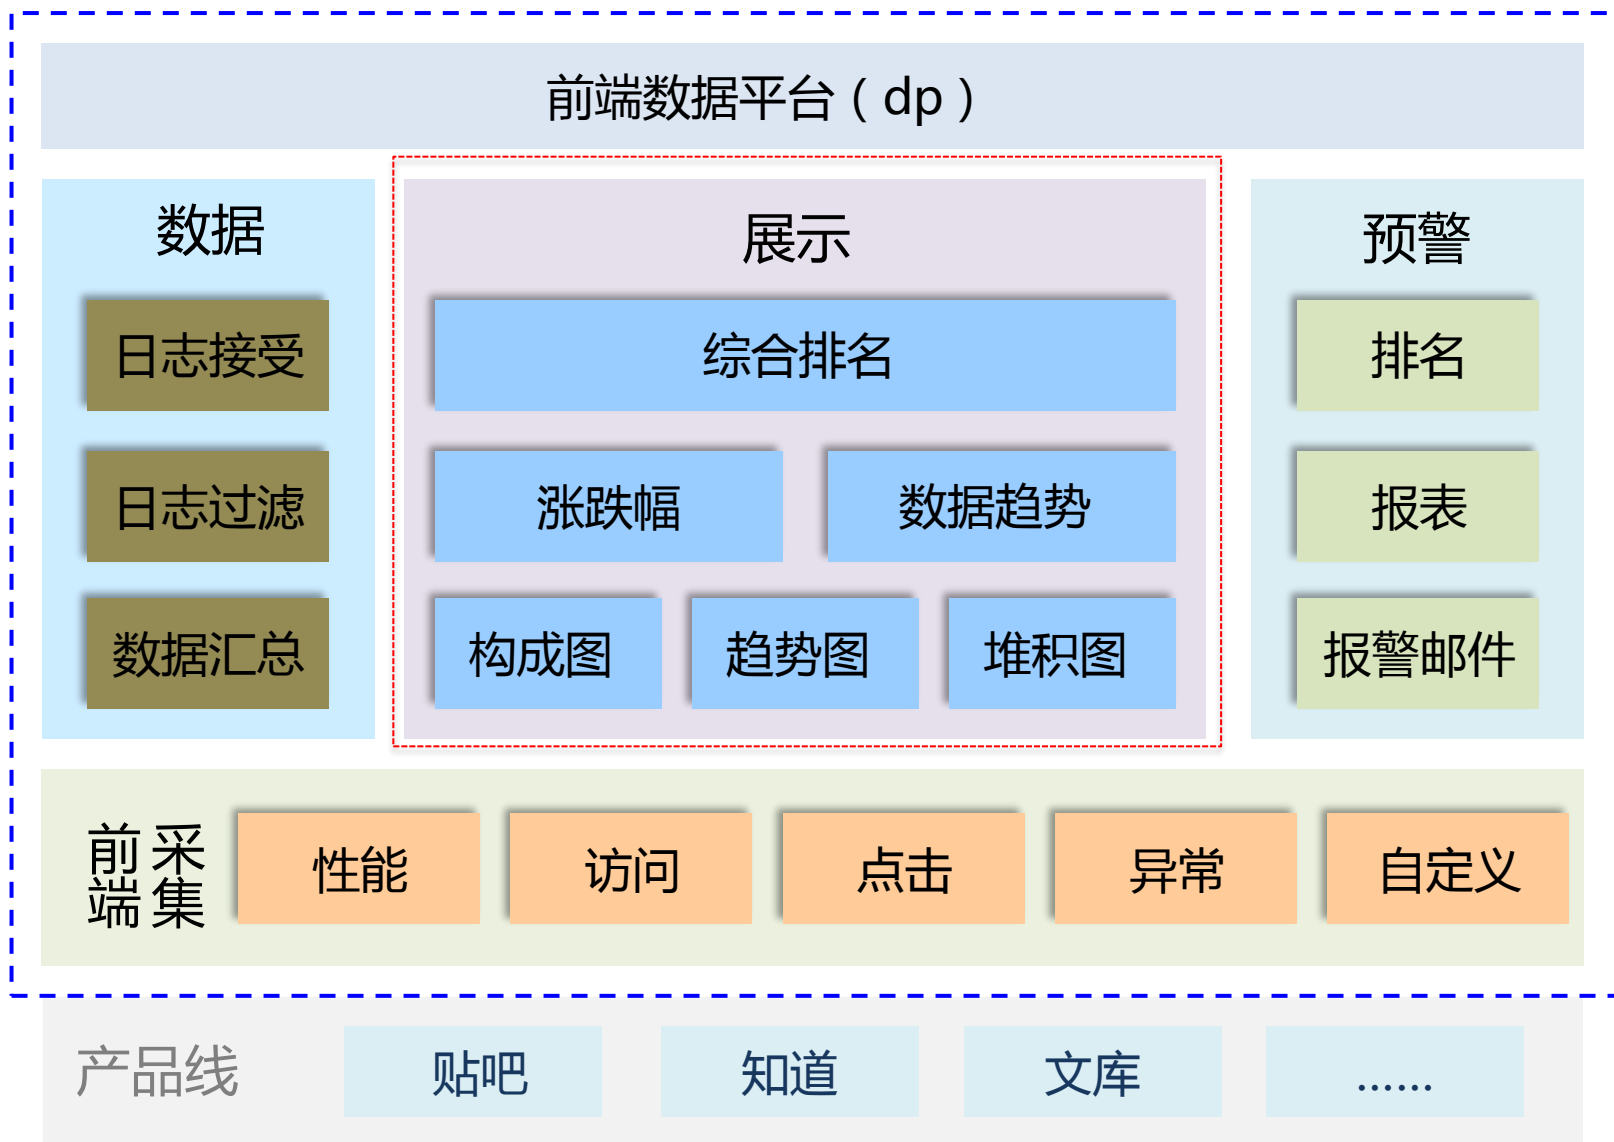 前端数据平台（dp）
数据
日志接受
日志过滤
数据汇总
展示
综合排名
涨跌幅
数据趋势
构成图
趋势图
堆积图
预警
排名
报表
报警邮件
前端
采集
性能
访问
点击
异常
自定义
产品线
贴吧
知道
文库
……